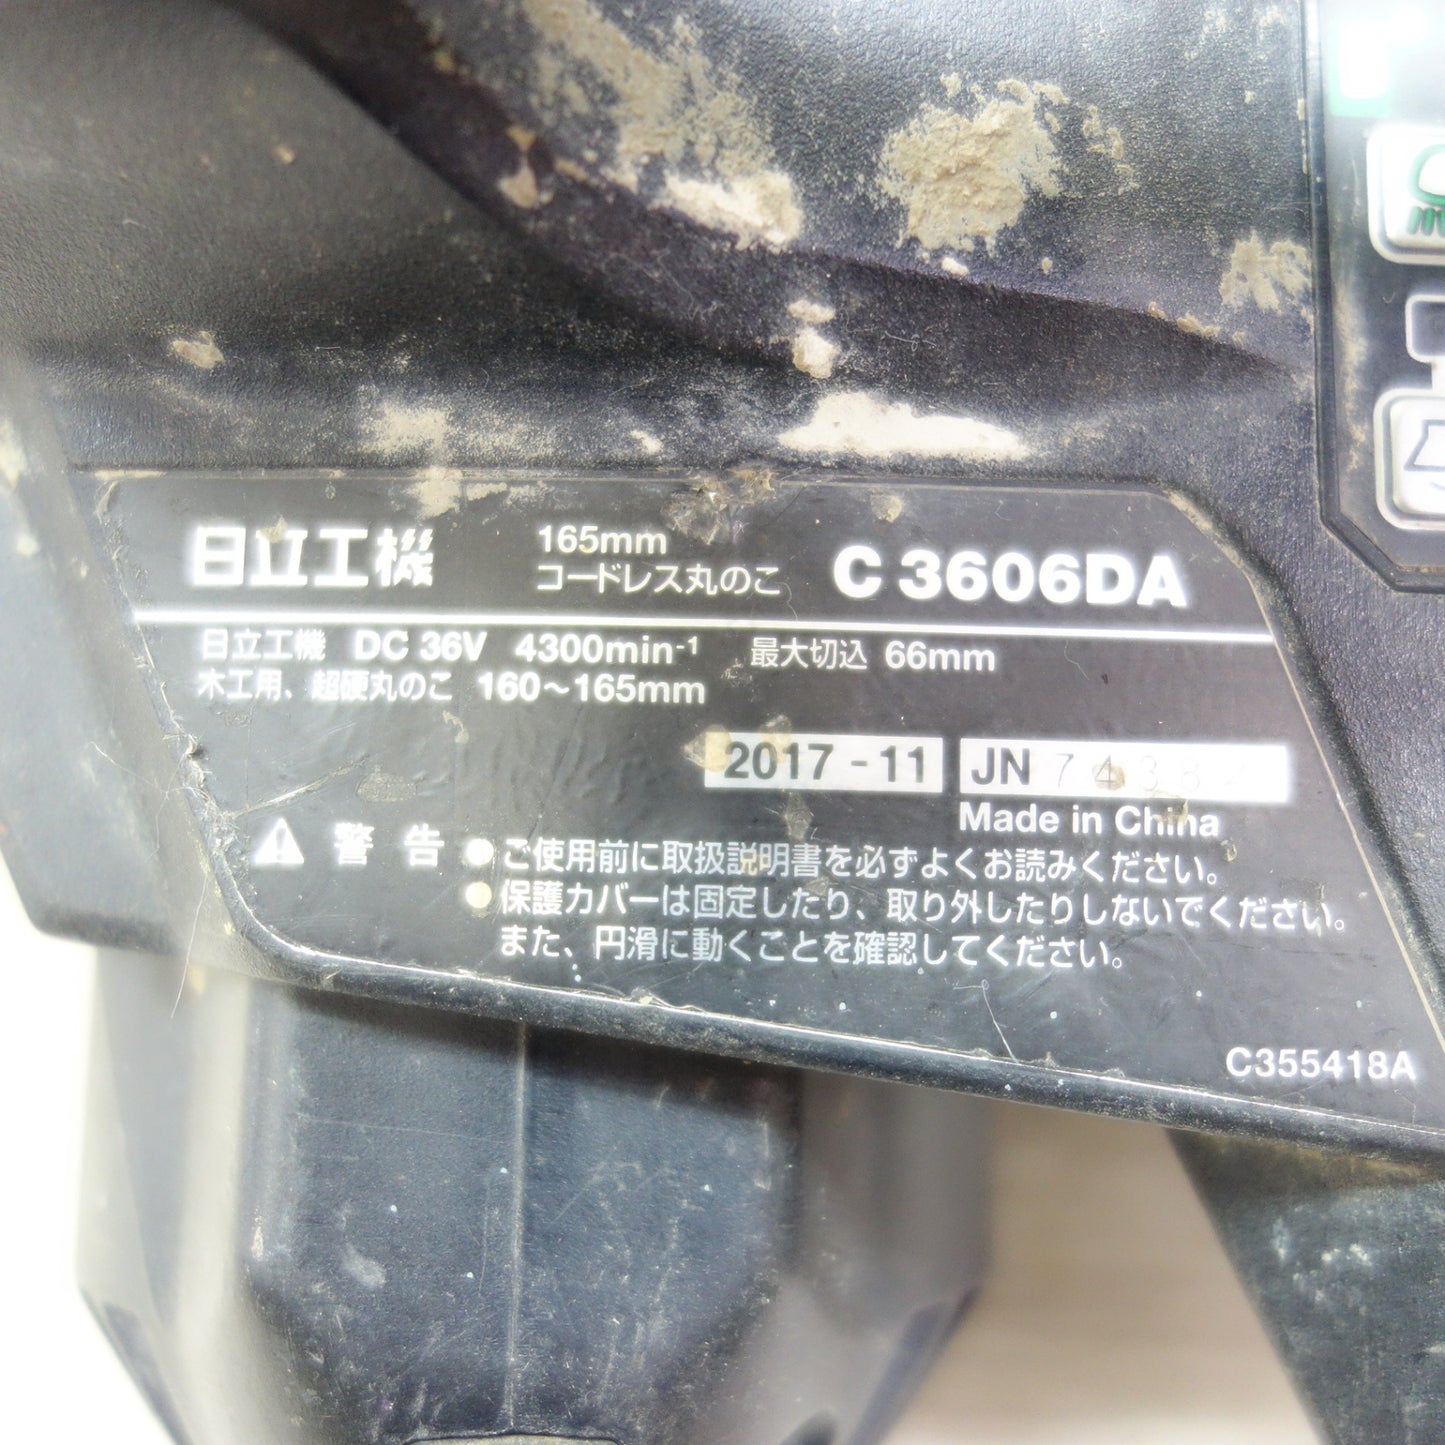 日立工機
165mm
コードレス丸のこ
C 3606DA
日立工機 DC 36V 4300min-1 最大切込 66mm
木工用、超硬丸のこ 160～165mm
2017 - 11 JN
Made in China
警告 ●ご使用前に取扱説明書を必ずよくお読みください。
●保護カバーは固定したり、取り外したりしないでください。
また、円滑に動くことを確認してください。
C355418A